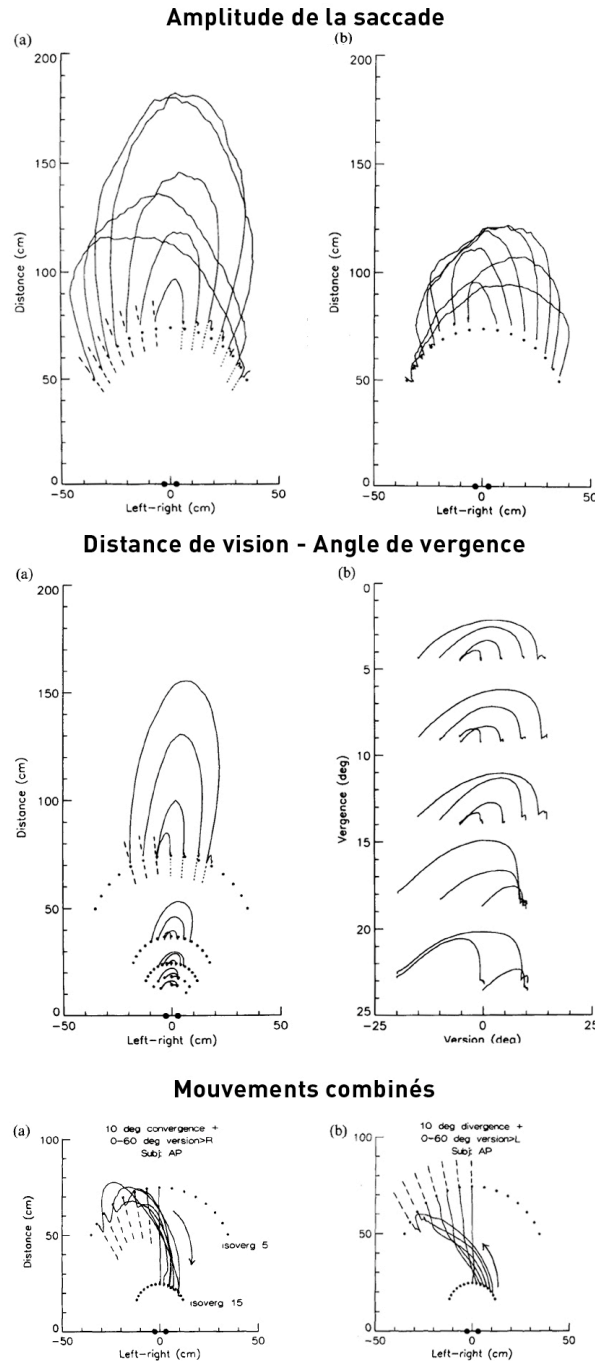 Amplitude de la saccade
(a)
(b)
200
150
100
50
0
Distance (cm)
-50
0
50
Left-right (cm)
200
150
100
50
0
Distance (cm)
-50
0
50
Left-right (cm)
Distance de vision - Angle de vergence
(a)
(b)
200
150
100
50
0
Distance (cm)
-50
0
50
Left-right (cm)
0
5
10
15
20
25
Vergence (deg)
-25
0
25
Version (deg)
Mouvements combinés
(a)
10 deg convergence +
0-60 deg version>R
Subj: AP
100
50
0
Distance (cm)
isoverg 5
isoverg 15
-50
0
50
Left-right (cm)
(b)
10 deg divergence +
0-60 deg version>L
Subj: AP
100
50
0
-50
0
50
Left-right (cm)